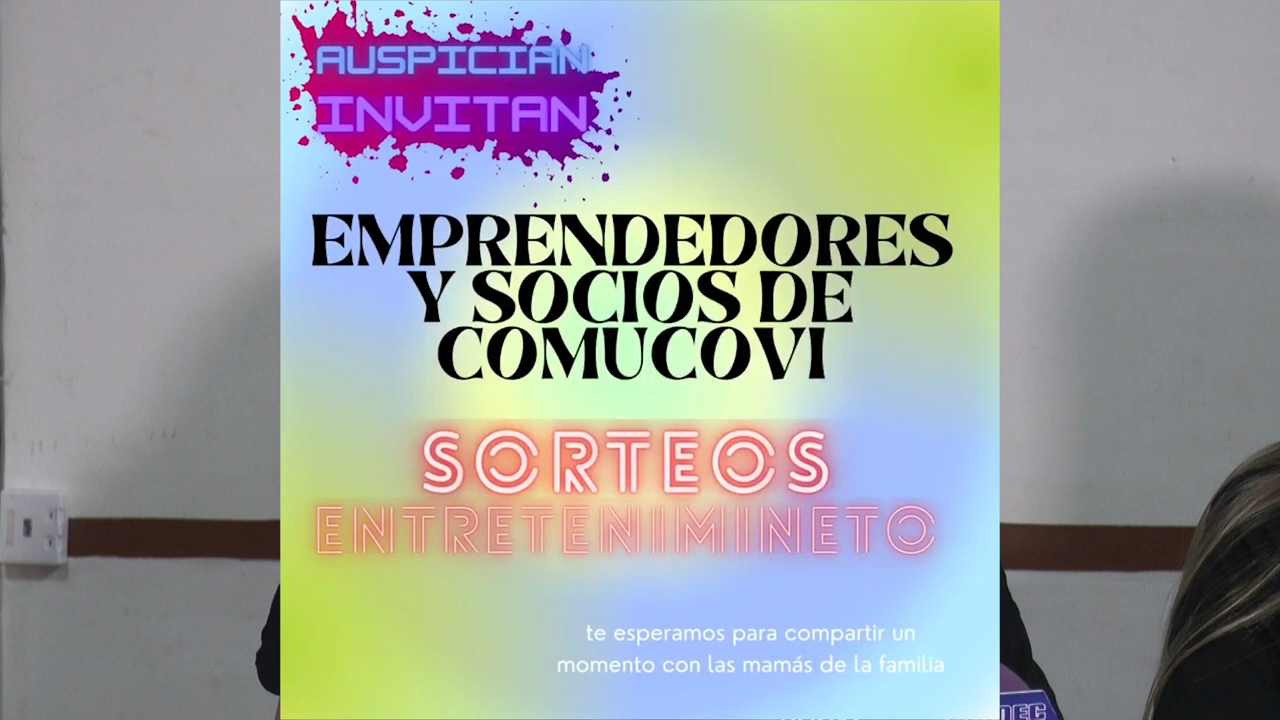 AUSPICIAN
INVITAN
EMPRENDEDORES
Y SOCIOS DE
COMUCOVI
SORTEOS
ENTRETENIMINETO
te esperamos para compartir un
momento con las mamás de la familia